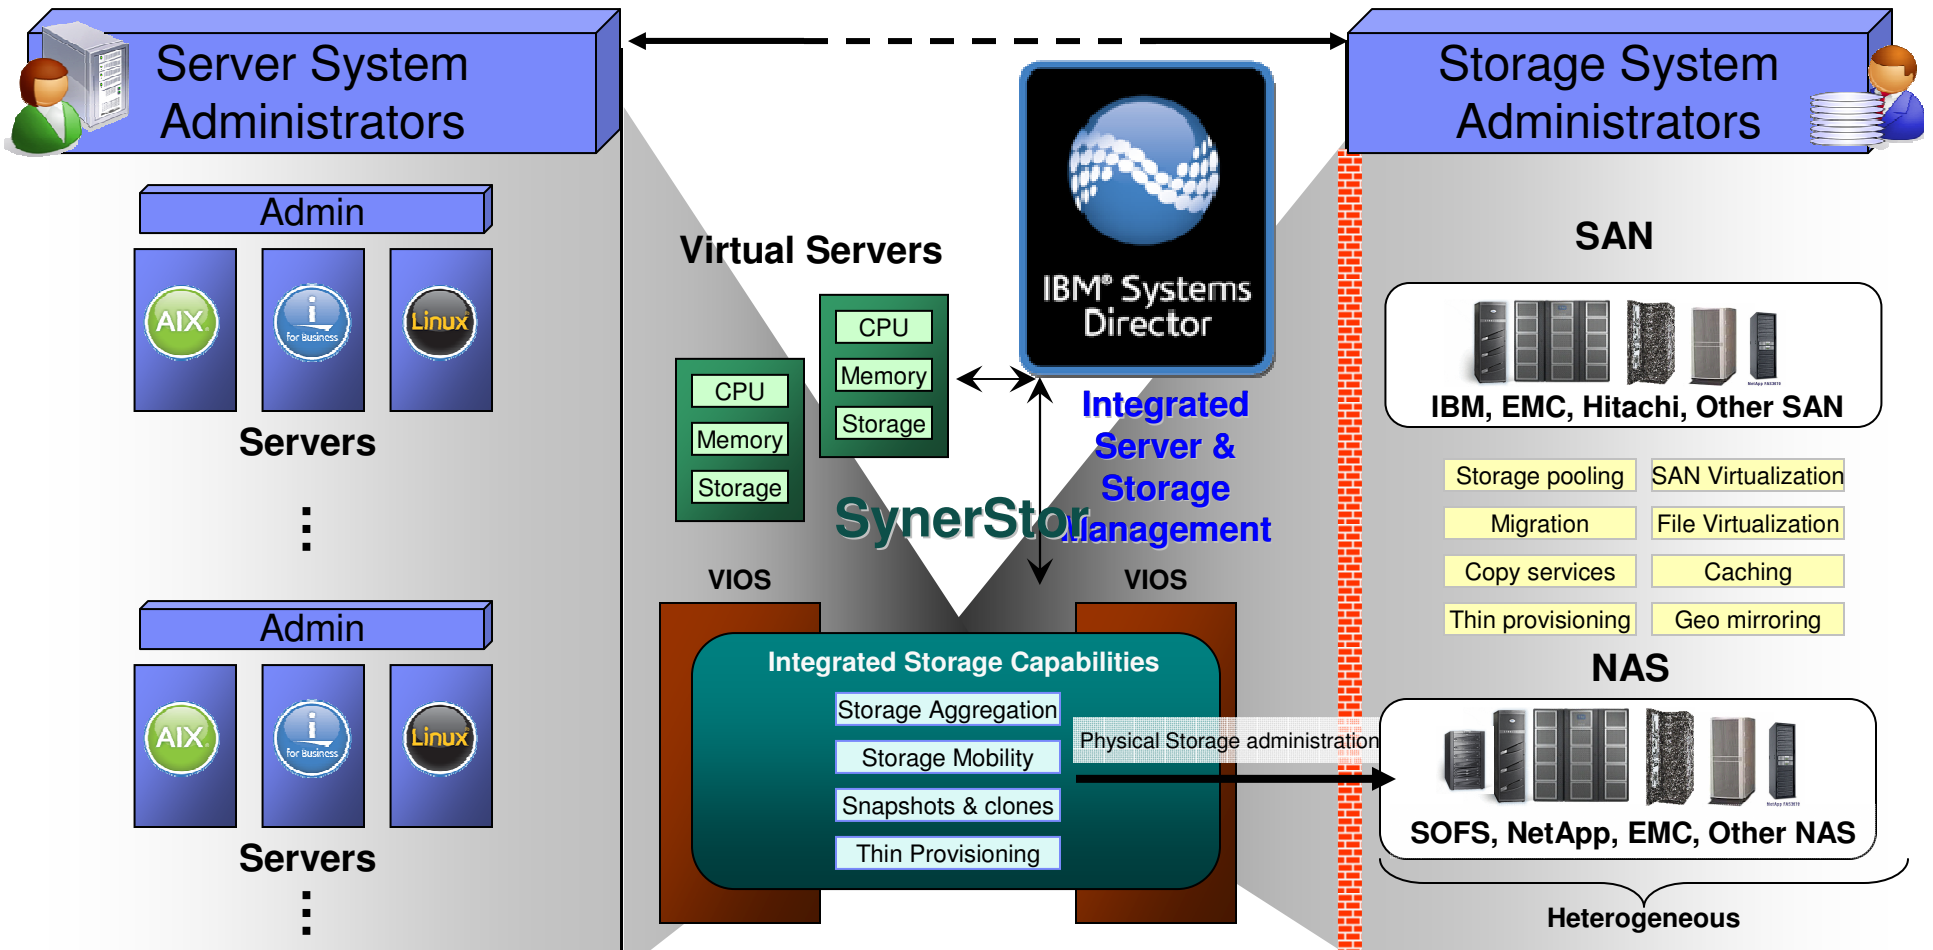 Server System
Administrators
Storage System
Administrators
Admin
AIX
i
for Business
Linux
Servers
Admin
AIX
i
for Business
Linux
Servers
Virtual Servers
CPU
Memory
Storage
CPU
Memory
Storage
IBM® Systems
Director
Integrated
Server &
Storage
Management
SynerStor
VIOS
VIOS
Integrated Storage Capabilities
Storage Aggregation
Storage Mobility
Snapshots & clones
Thin Provisioning
Physical Storage administration
SAN
NetApp FAS3070
IBM, EMC, Hitachi, Other SAN
Storage pooling
SAN Virtualization
Migration
File Virtualization
Copy services
Caching
Thin provisioning
Geo mirroring
NAS
NetApp FAS3070
SOFS, NetApp, EMC, Other NAS
Heterogeneous